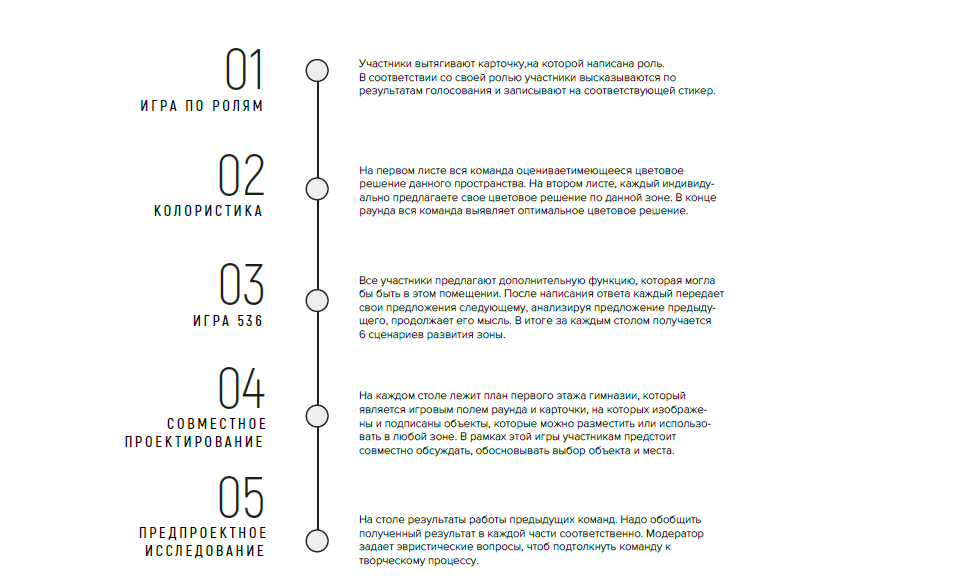 01
ИГРА ПО РОЛЯМ
Участники вытягивают карточку,на которой написана роль.
В соответствии со своей ролью участники высказываются по
результатам голосования и записывают на соответствующей стикер.
02
КОЛОРИСТИКА
На первом листе вся команда оцениваетимеющееся цветовое
решение данного пространства. На втором листе, каждый индивиду-
ально предлагаете свое цветовое решение по данной зоне. В конце
раунда вся команда выявляет оптимальное цветовое решение.
03
ИГРА 536
Все участники предлагают дополнительную функцию, которая могла
бы быть в этом помещении. После написания ответа каждый передает
свои предложения следующему, анализируя предложение предыду-
щего, продолжает его мысль. В итоге за каждым столом получается
6 сценариев развития зоны.
04
СОВМЕСТНОЕ
ПРОЕКТИРОВАНИЕ
На каждом столе лежит план первого этажа гимназии, который
является игровым полем раунда и карточки, на которых изображе-
ны и подписаны объекты, которые можно разместить или использо-
вать в любой зоне. В рамках этой игры участникам предстоит
совместно обсуждать, обосновывать выбор объекта и места.
05
ПРЕДПРОЕКТНОЕ
ИССЛЕДОВАНИЕ
На столе результаты работы предыдущих команд. Надо обобщить
полученный результат в каждой части соответственно. Модератор
задает эвристические вопросы, чтоб подтолкнуть команду к
творческому процессу.